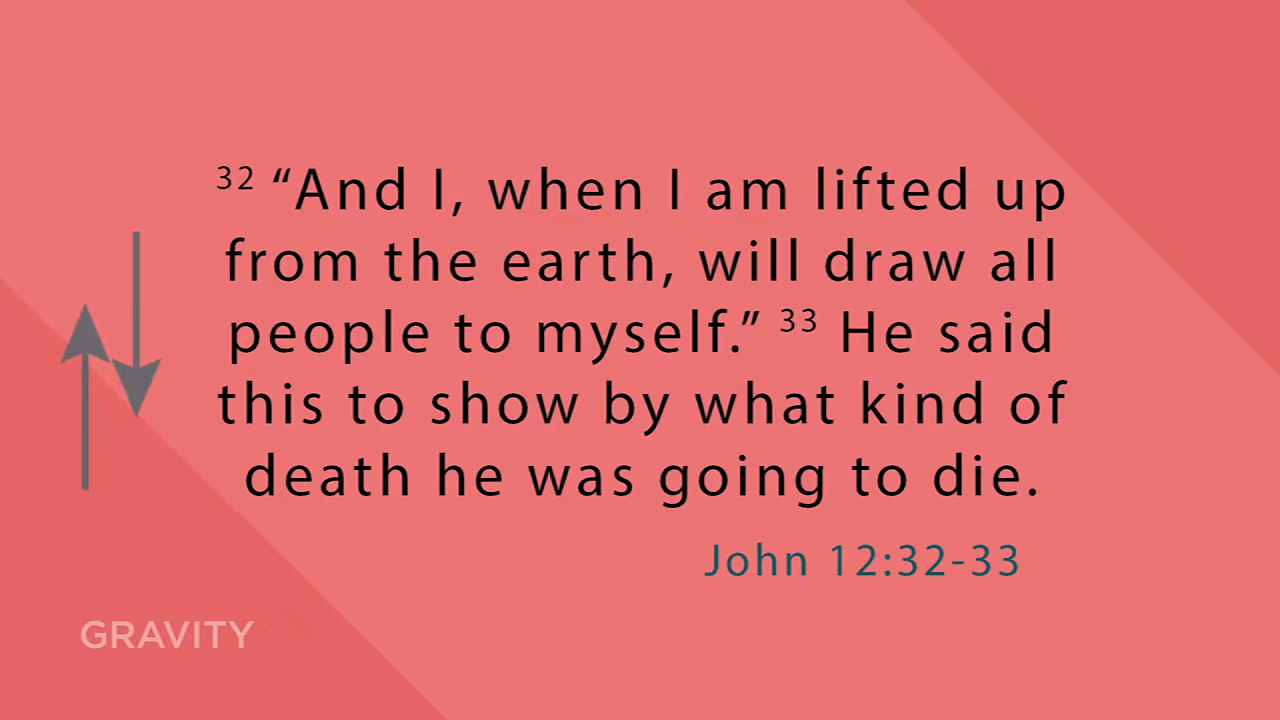 32 “And I, when I am lifted up
from the earth, will draw all
people to myself.” 33 He said
this to show by what kind of
death he was going to die.
John 12:32-33
GRAVITY